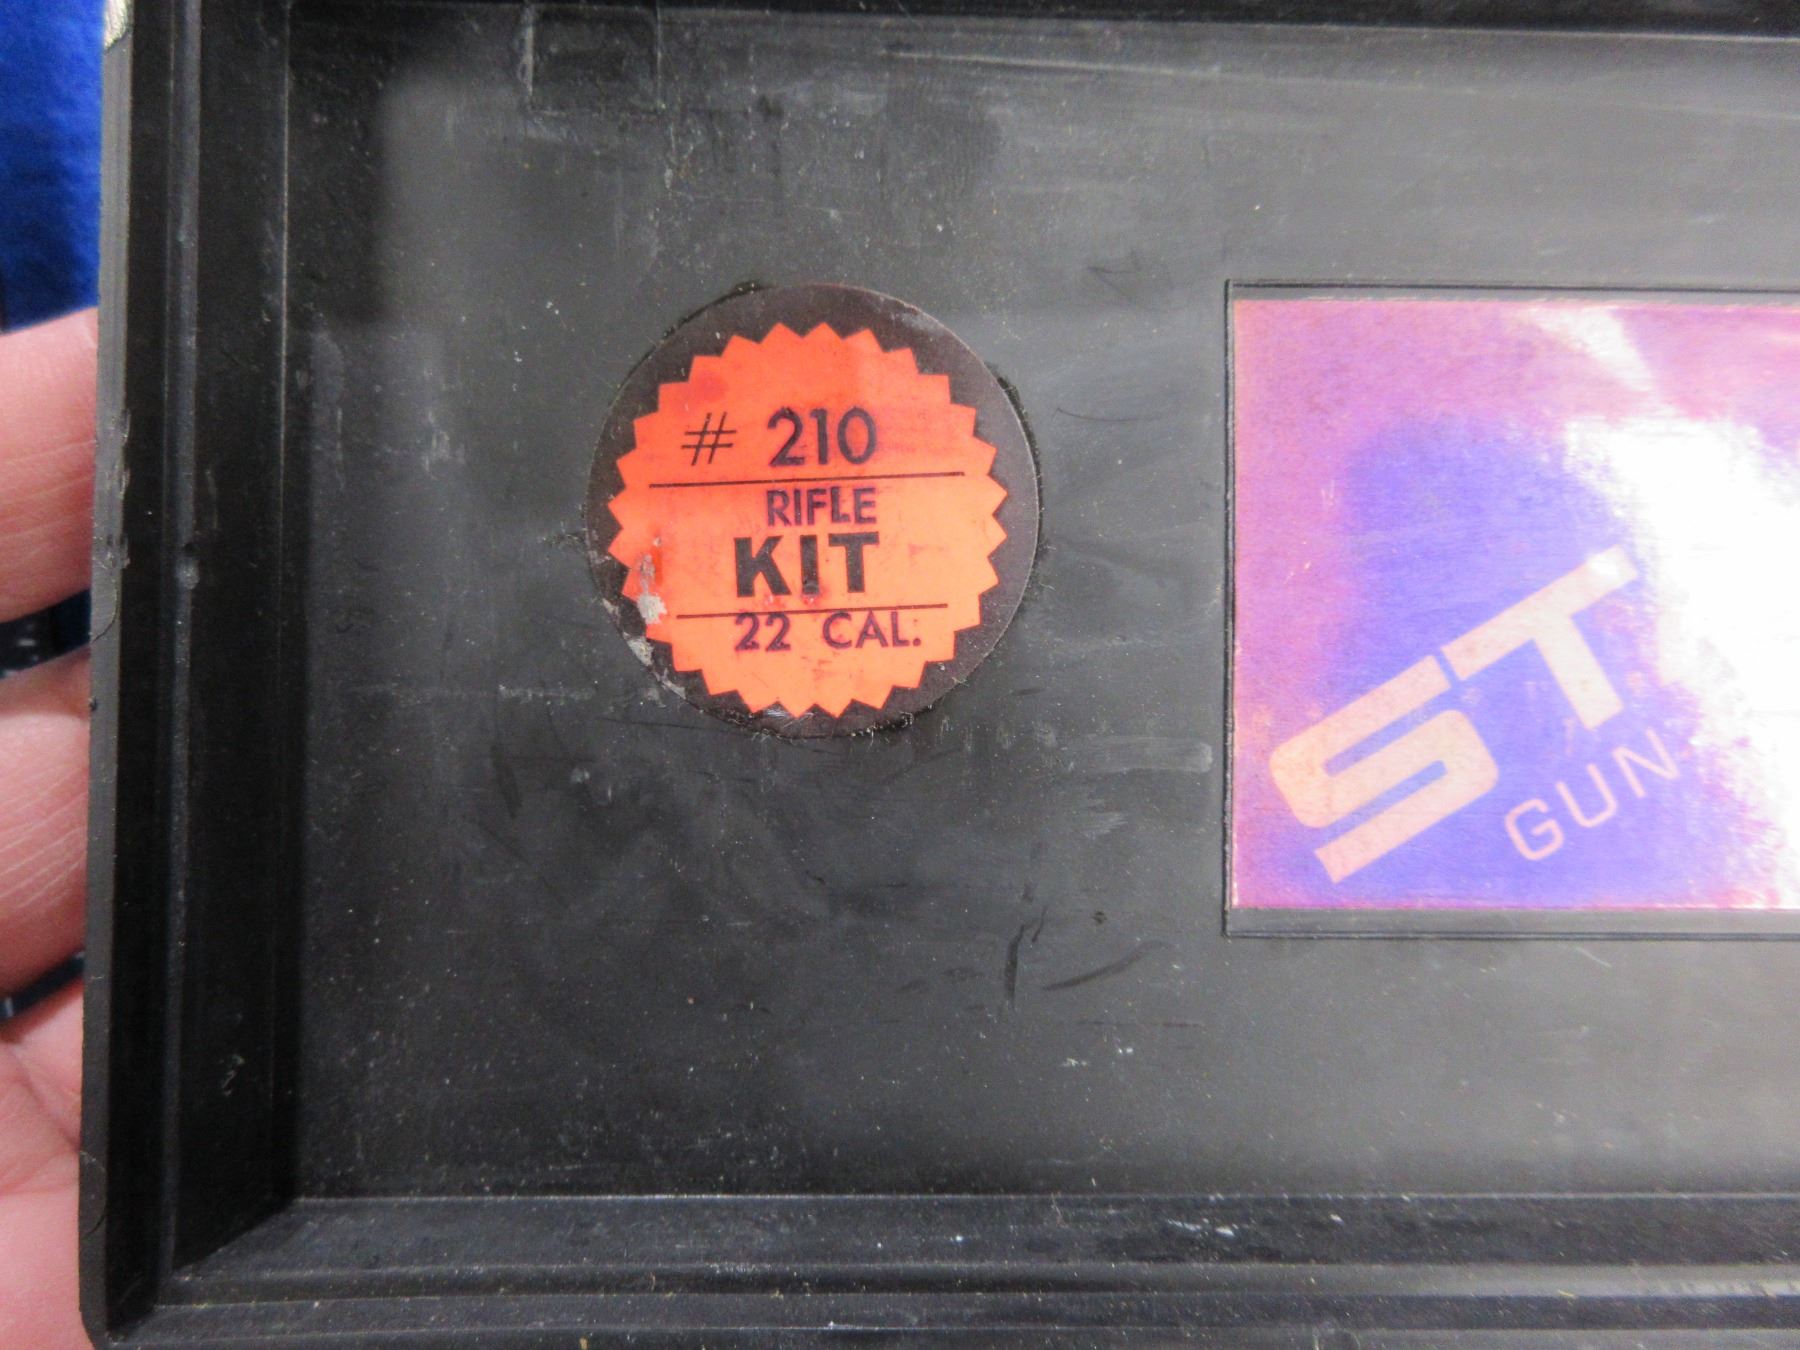 # 210
RIFLE
KIT
22 CAL.
ST
GUN